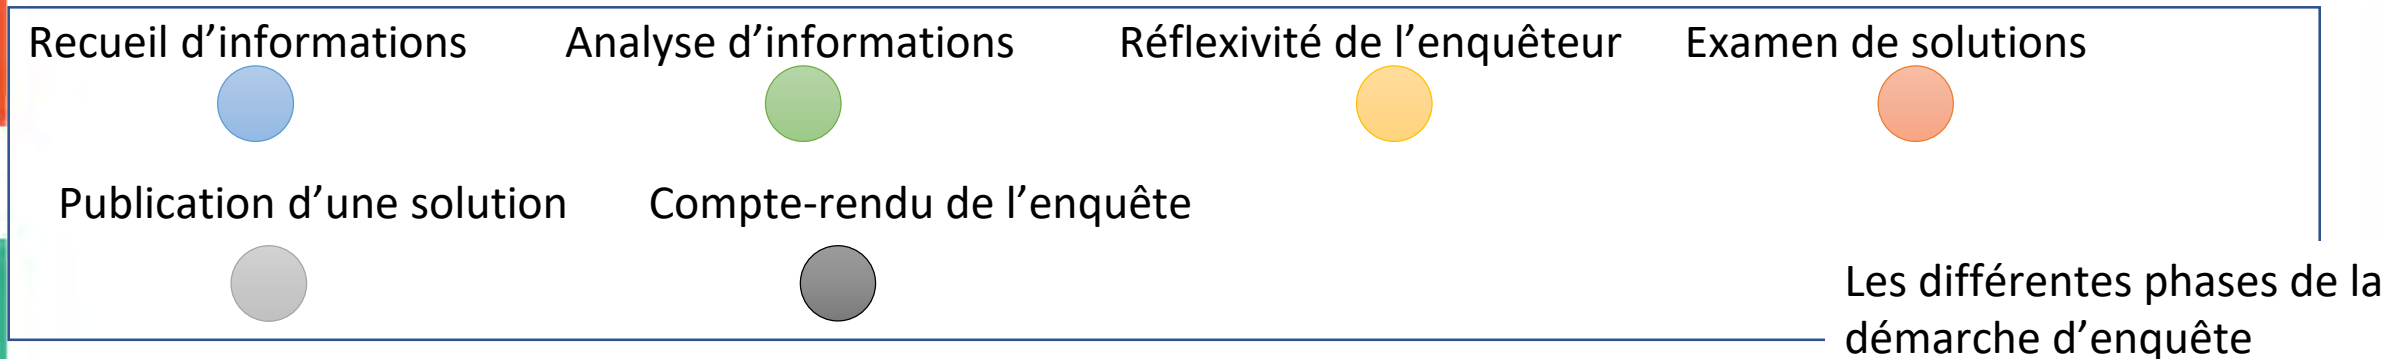 Recueil d’informations
Analyse d’informations
Réflexivité de l’enquêteur
Examen de solutions
Publication d’une solution
Compte-rendu de l’enquête
Les différentes phases de la
démarche d’enquête